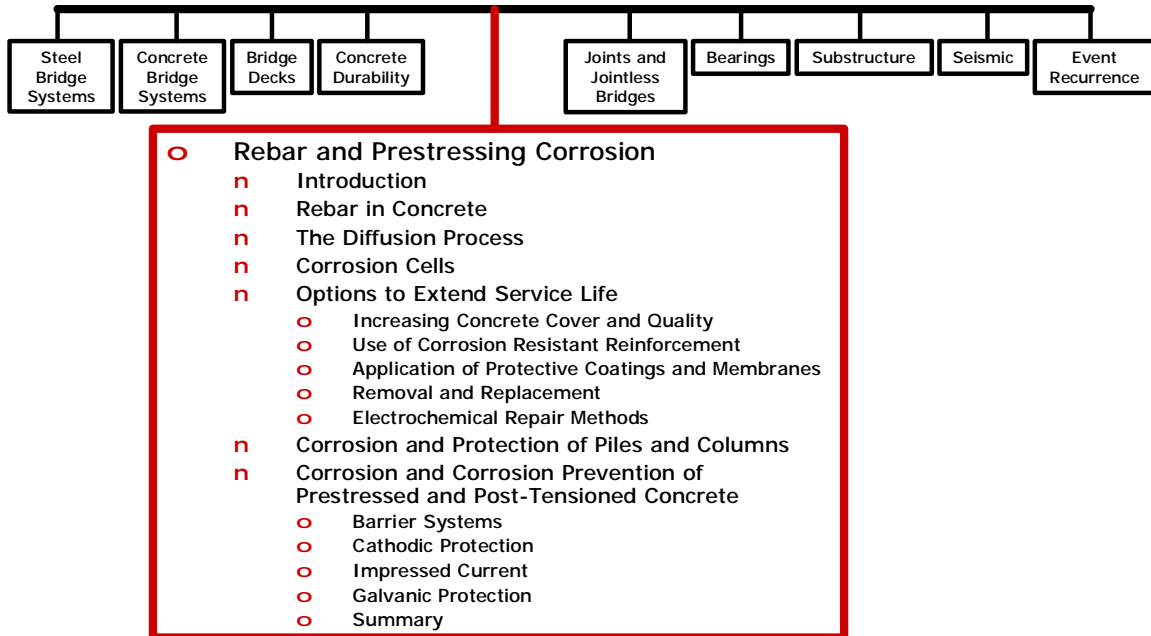 Steel
Bridge
Systems
Concrete
Bridge
Systems
Bridge
Decks
Concrete
Durability
Joints and
Jointless
Bridges
Bearings
Substructure
Seismic
Event
Recurrence
o Rebar and Prestressing Corrosion
n Introduction
n Rebar in Concrete
n The Diffusion Process
n Corrosion Cells
n Options to Extend Service Life
o Increasing Concrete Cover and Quality
o Use of Corrosion Resistant Reinforcement
o Application of Protective Coatings and Membranes
o Removal and Replacement
o Electrochemical Repair Methods
n Corrosion and Protection of Piles and Columns
n Corrosion and Corrosion Prevention of
Prestressed and Post-Tensioned Concrete
o Barrier Systems
o Cathodic Protection
o Impressed Current
o Galvanic Protection
o Summary